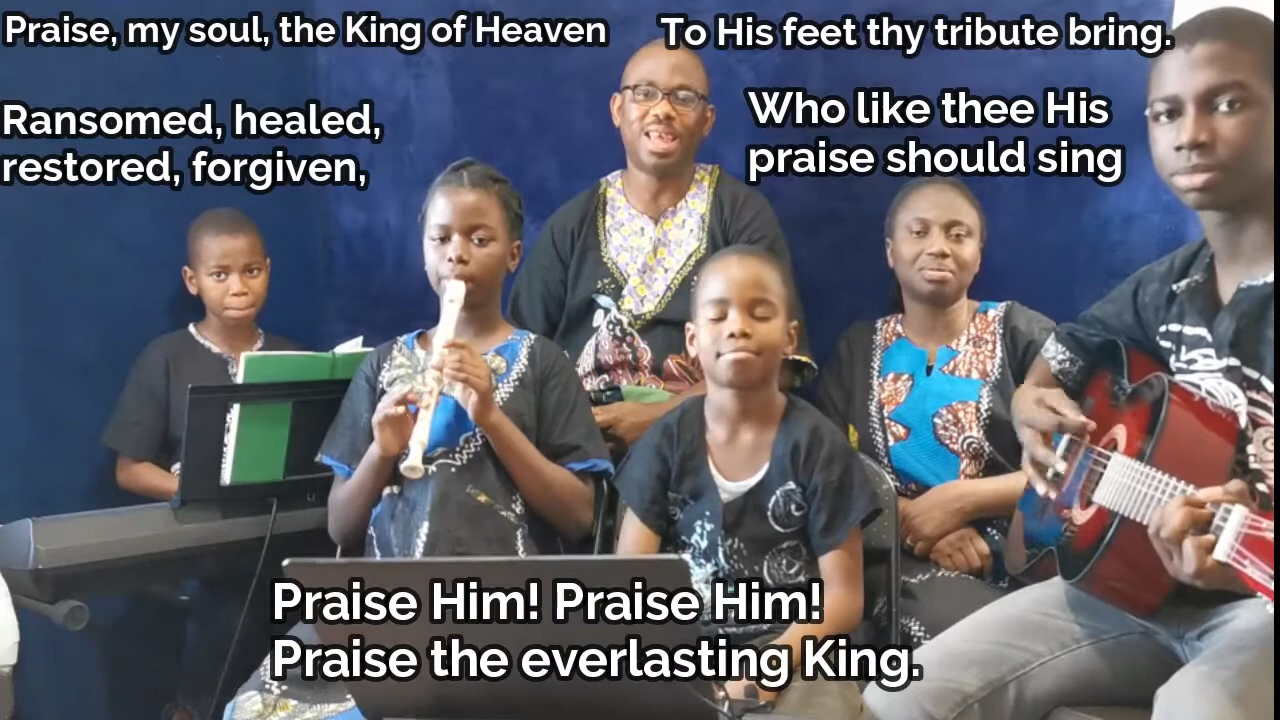 Praise, my soul, the King of Heaven
To His feet thy tribute bring.
Ransomed, healed,
restored, forgiven,
Who like thee His
praise should sing
Praise Him! Praise Him!
Praise the everlasting King.